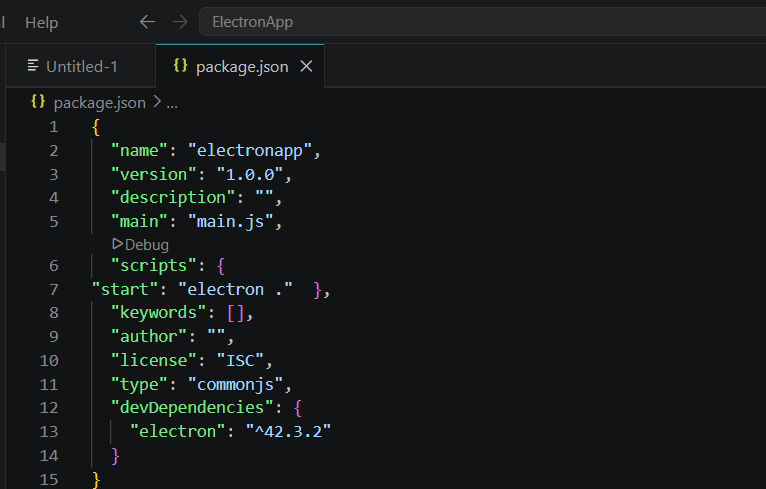 Help ElectronApp
Untitled-1 {} package.json
{} package.json > ...
1 {
2 "name": "electronapp",
3 "version": "1.0.0",
4 "description": "",
5 "main": "main.js",
Debug
6 "scripts": {
7 "start": "electron ."  },
8 "keywords": [],
9 "author": "",
10 "license": "ISC",
11 "type": "commonjs",
12 "devDependencies": {
13 "electron": "^42.3.2"
14 }
15 }